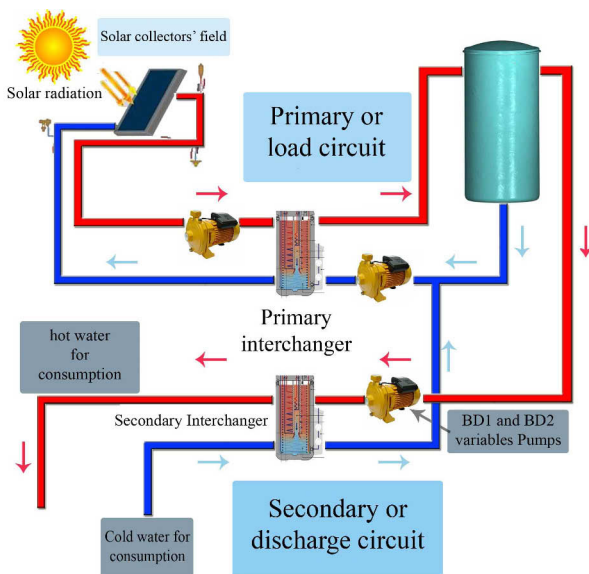 Solar collectors' field
Solar radiation
Primary or
load circuit
Primary
interchanger
hot water
for
consumption
Secondary Interchanger
BD1 and BD2
variables Pumps
Cold water for
consumption
Secondary or
discharge circuit